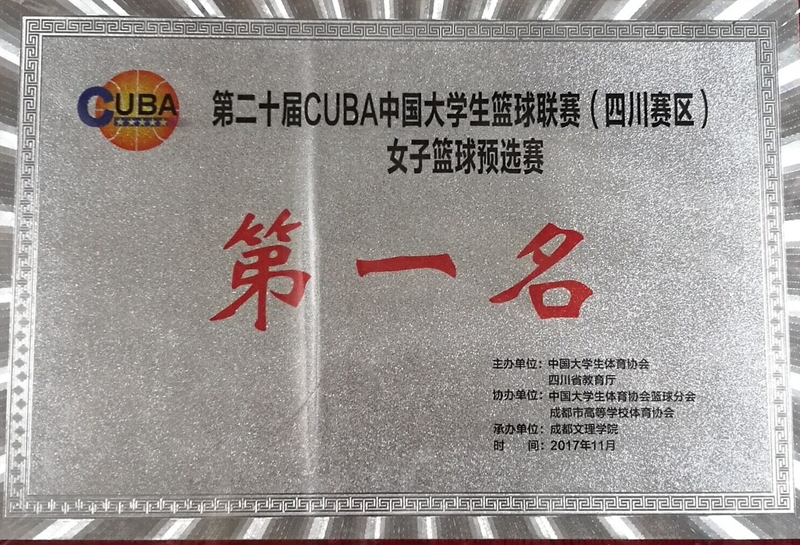 CUBA
第二十届CUBA中国大学生篮球联赛（四川赛区）
女子篮球预选赛
第一名
主办单位：中国大学生体育协会
四川省教育厅
协办单位：中国大学生体育协会篮球分会
成都市高等学校体育协会
承办单位：成都文理学院
时　间：2017年11月